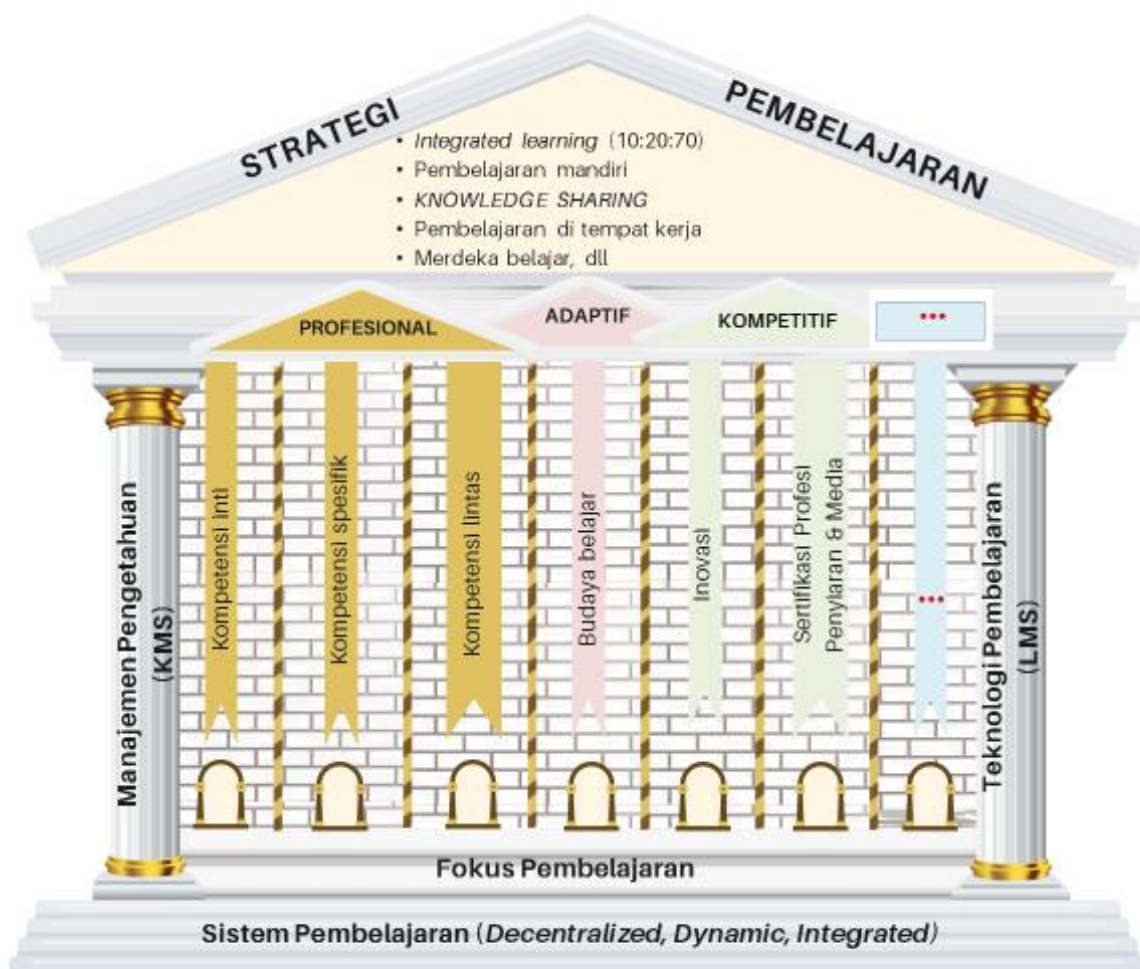 STRATEGI PEMBELAJARAN
• Integrated learning (10:20:70)
• Pembelajaran mandiri
• KNOWLEDGE SHARING
• Pembelajaran di tempat kerja
• Merdeka belajar, dll
PROFESIONAL
ADAPTIF
KOMPETITIF
•••
Manajemen Pengetahuan
(KMS)
Kompetensi inti
Kompetensi spesifik
Kompetensi lintas
Budaya belajar
Inovasi
Sertifikasi Profesi
Penyiaran & Media
•••
Teknologi Pembelajaran
(LMS)
Fokus Pembelajaran
Sistem Pembelajaran (Decentralized, Dynamic, Integrated)